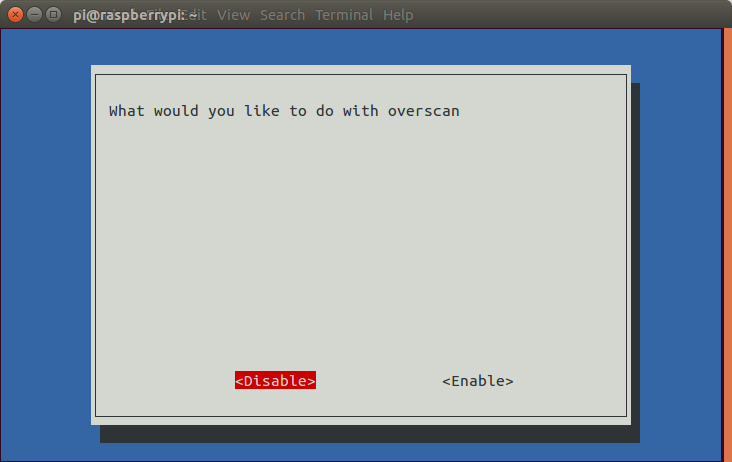 pi@raspberrypi: ~ Edit View Search Terminal Help
What would you like to do with overscan
<Disable> <Enable>